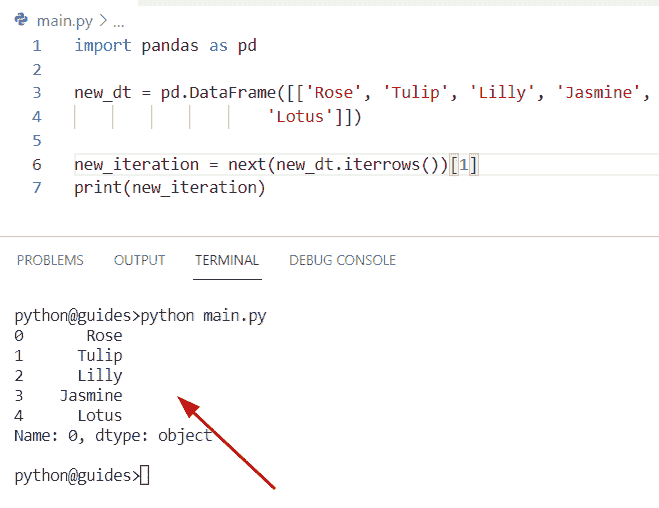 main.py > ...
1 import pandas as pd
2
3 new_dt = pd.DataFrame([['Rose', 'Tulip', 'Lilly', 'Jasmine',
4 'Lotus']])
5
6 new_iteration = next(new_dt.iterrows())[1]
7 print(new_iteration)
PROBLEMS OUTPUT TERMINAL DEBUG CONSOLE
python@guides>python main.py
0 Rose
1 Tulip
2 Lilly
3 Jasmine
4 Lotus
Name: 0, dtype: object
python@guides>